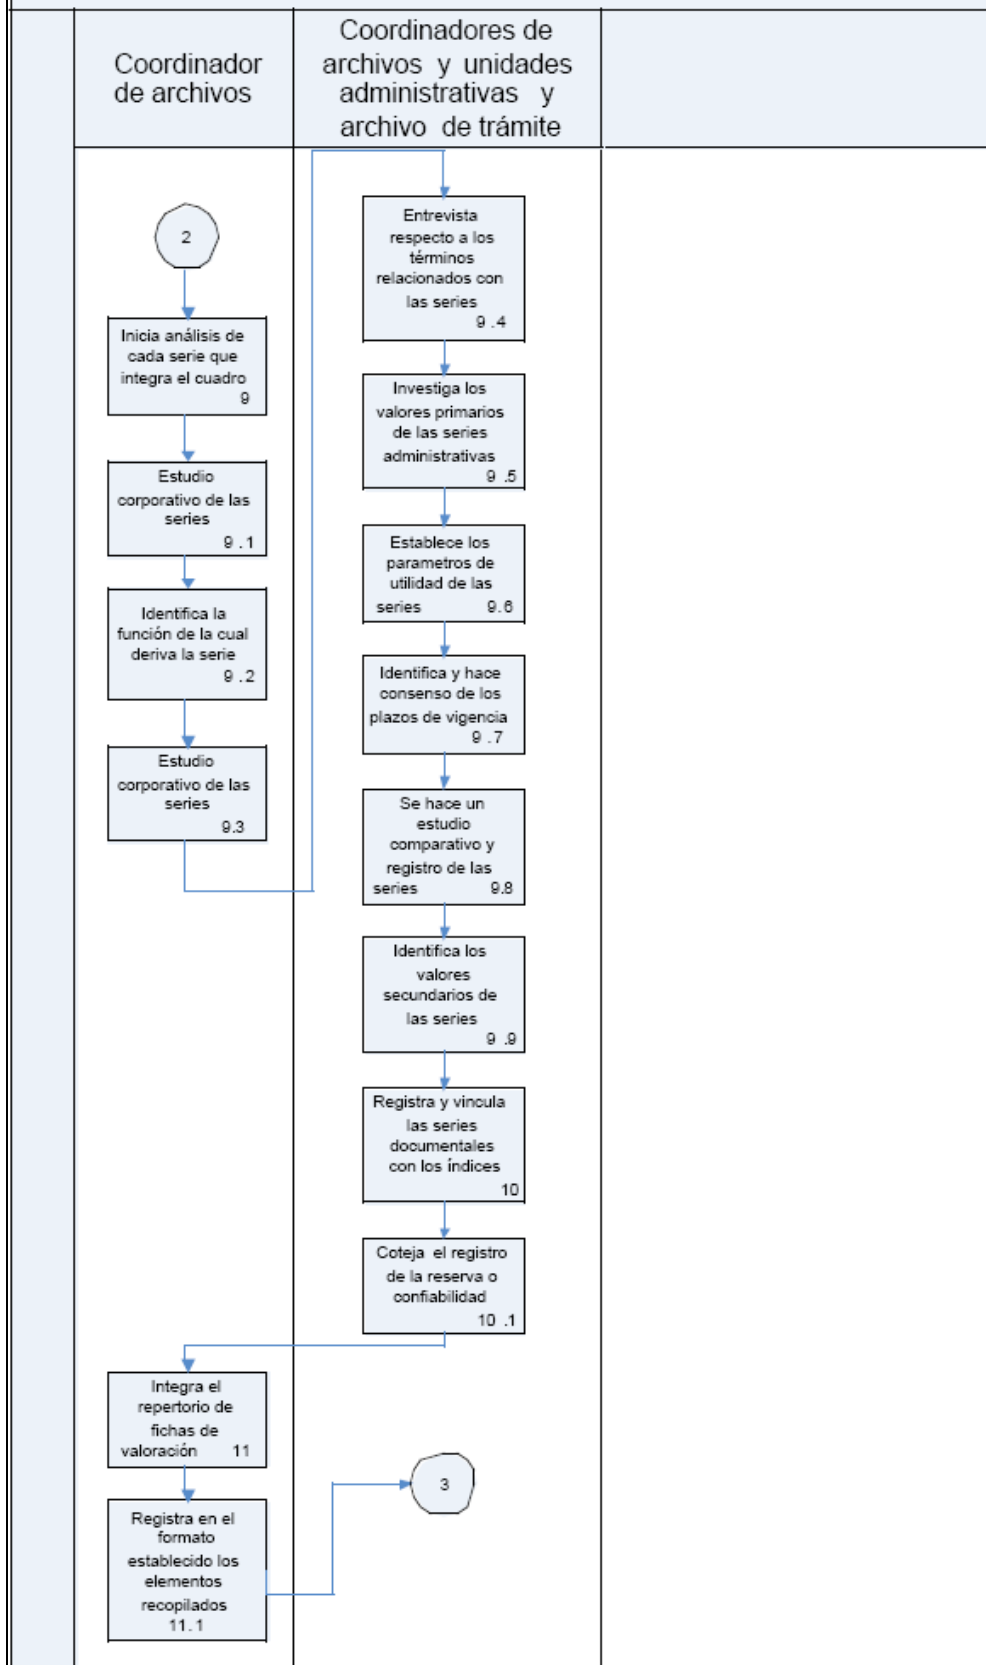 Coordinador
de archivos
Coordinadores de
archivos y unidades
administrativas y
archivo de trámite
2
Inicia análisis de
cada serie que
integra el cuadro
9
Estudio
corporativo de las
series
9 . 1
Identifica la
función de la cual
deriva la serie
9 . 2
Estudio
corporativo de las
series
9.3
Entrevista
respecto a los
términos
relacionados con
las series
9 . 4
Investiga los
valores primarios
de las series
administrativas
9 .5
Establece los
parametros de
utilidad de las
series 9.6
Identifica y hace
consenso de los
plazos de vigencia
9 . 7
Se hace un
estudio
comparativo y
registro de las
series 9.8
Identifica los
valores
secundarios de
las series
9 .9
Registra y vincula
las series
documentales
con los índices
10
Coteja el registro
de la reserva o
confiabilidad
10 .1
Integra el
repertorio de
fichas de
valoración 11
Registra en el
formato
establecido los
elementos
recopilados
11. 1
3